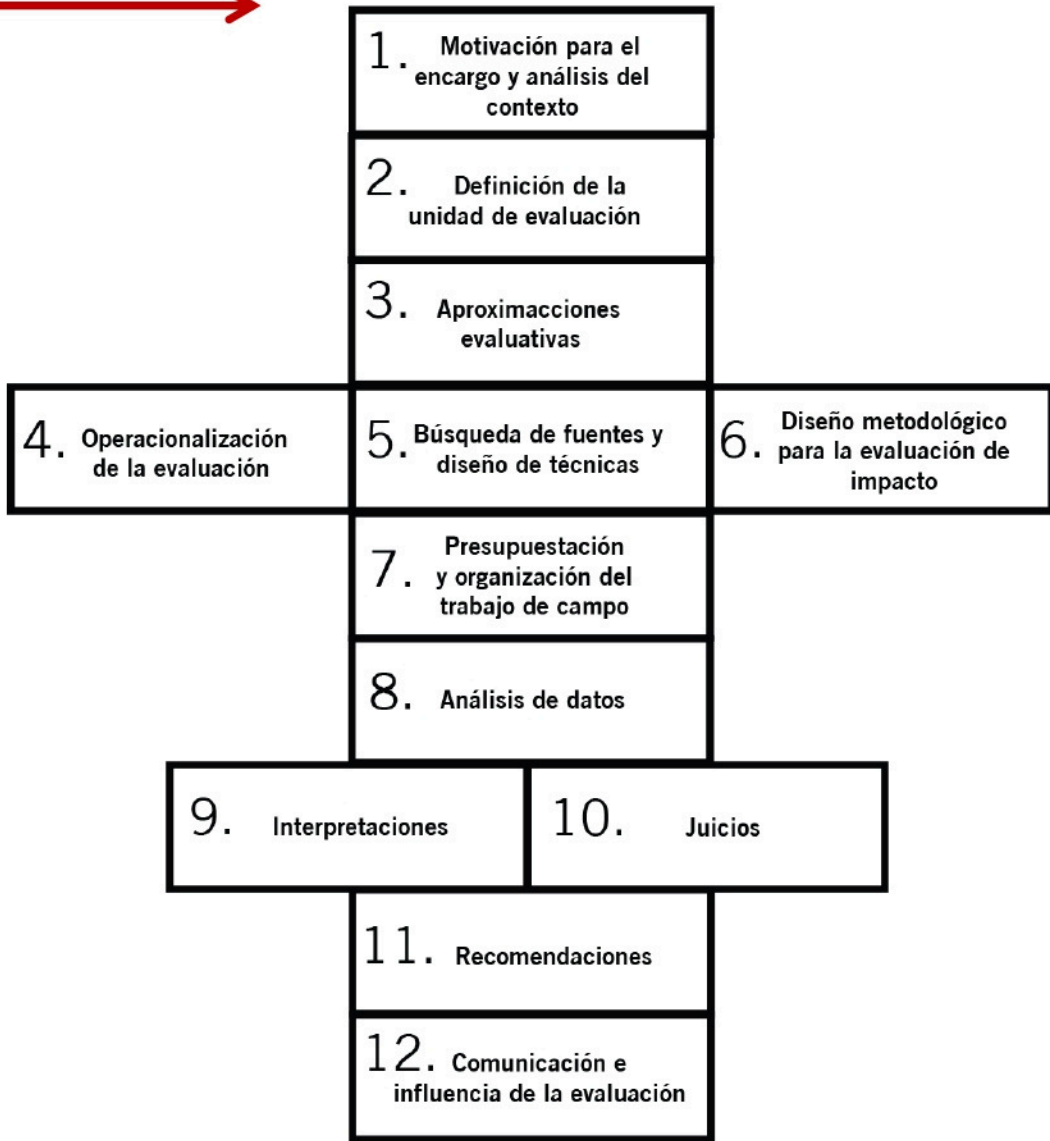 1. Motivación para el
encargo y análisis del
contexto
2. Definición de la
unidad de evaluación
3. Aproximacciones
evaluativas
4. Operacionalización
de la evaluación
5. Búsqueda de fuentes y
diseño de técnicas
6. Diseño metodológico
para la evaluación de
impacto
7. Presupuestación
y organización del
trabajo de campo
8. Análisis de datos
9. Interpretaciones
10. Juicios
11. Recomendaciones
12. Comunicación e
influencia de la evaluación